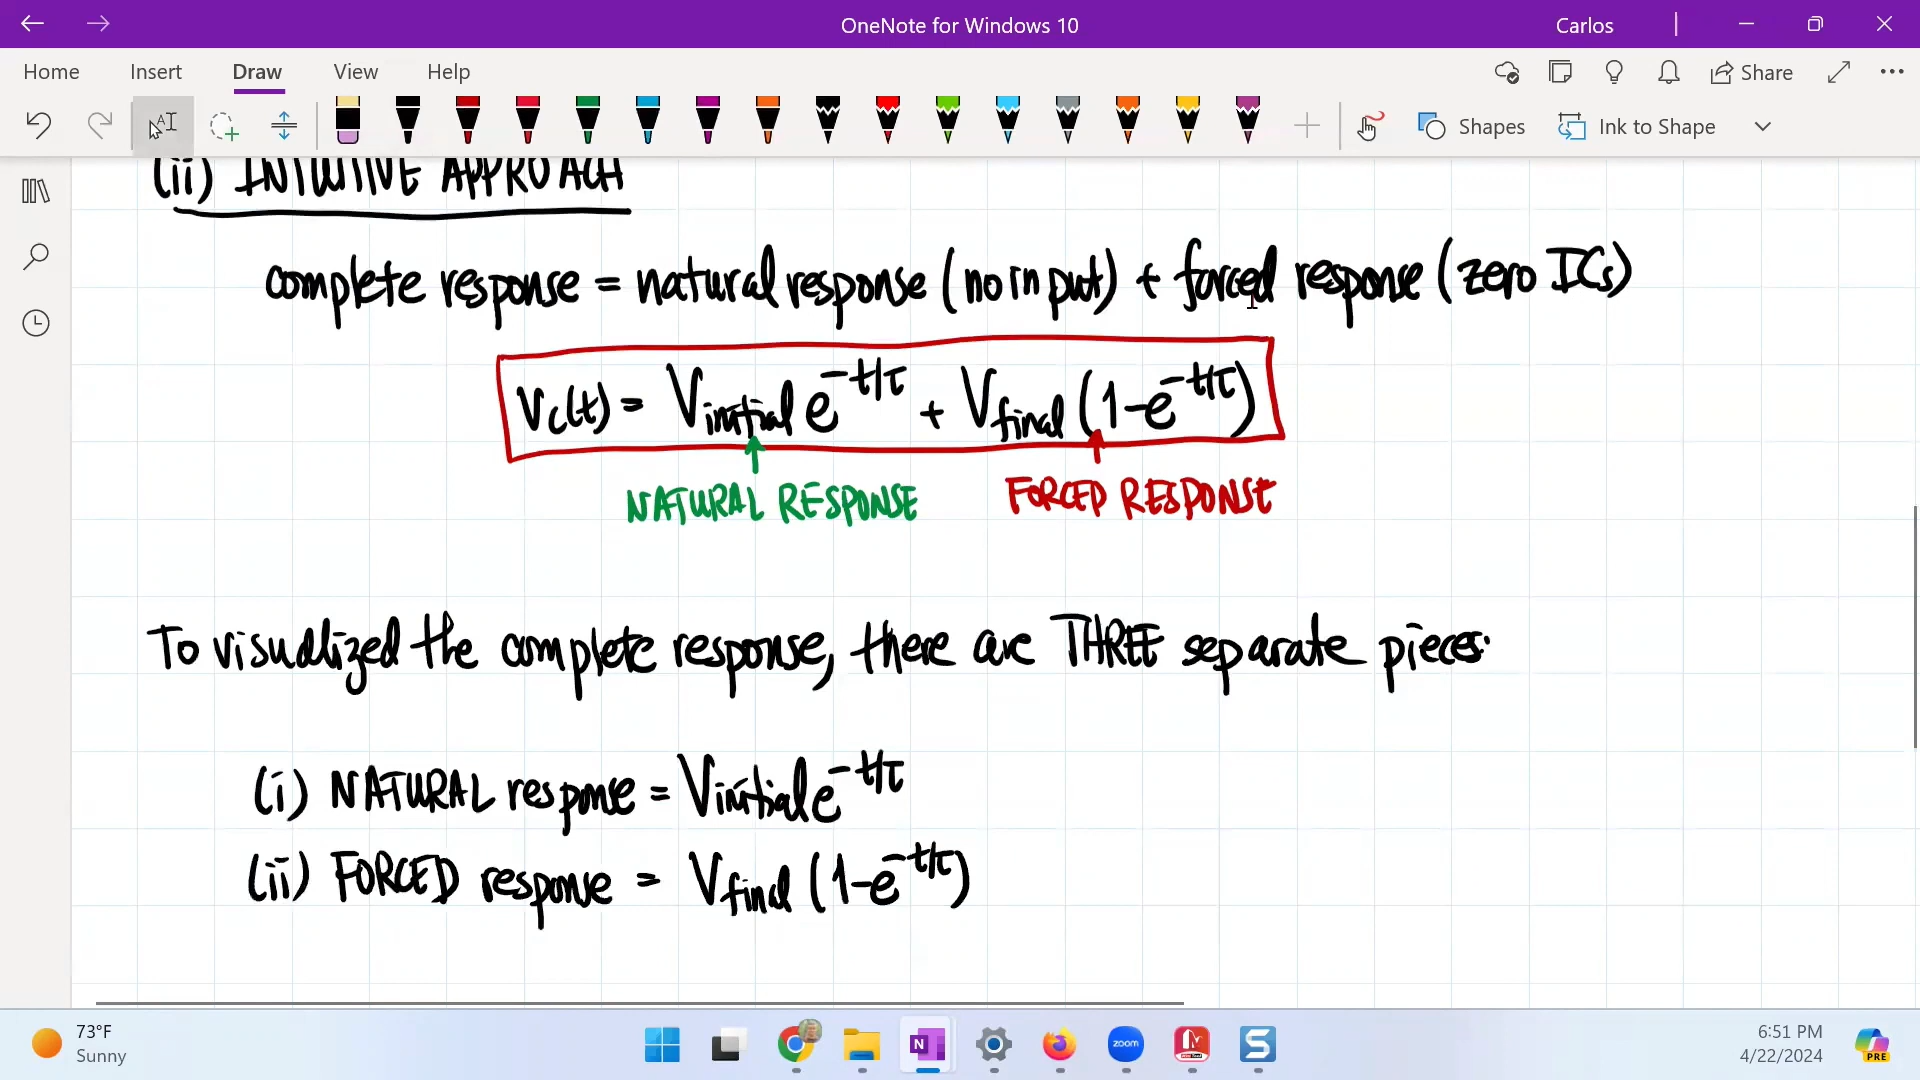 OneNote for Windows 10
Carlos
Home Insert Draw View Help
Share
Shapes
Ink to Shape
(ii) INTUITIVE APPROACH
complete response = natural response (no input) + forced response (zero ICs)
Vc(t) = Vinitial e^-t/τ + Vfinal (1-e^-t/τ)
NATURAL RESPONSE FORCED RESPONSE
To visualized the complete response, there are THREE separate pieces:
(i) NATURAL response = Vinitial e^-t/τ
(ii) FORCED response = Vfinal (1-e^-t/τ)
73°F
Sunny
zoom
6:51 PM
4/22/2024
PRE